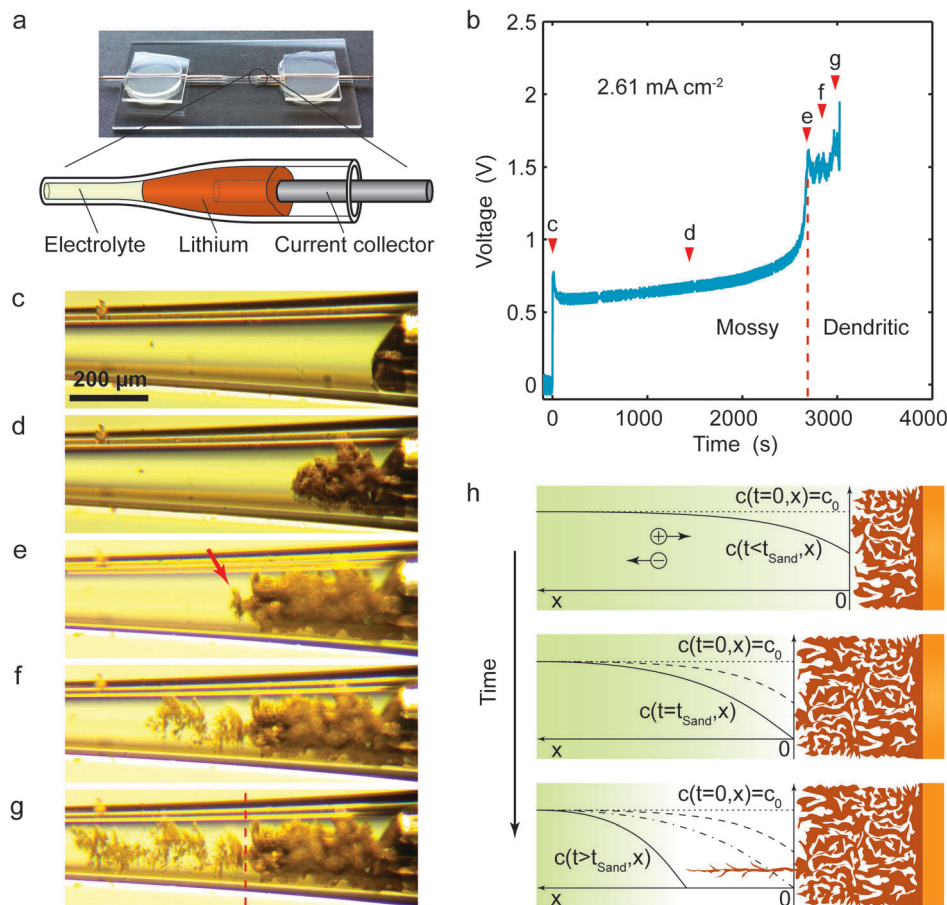 a
Electrolyte
Lithium
Current collector
b
2.5
2
1.5
1
0.5
0
Voltage (V)
2.61 mA cm⁻²
c
d
e
f
g
Mossy
Dendritic
0
1000
2000
3000
4000
Time (s)
c
200 µm
d
e
f
g
h
Time
c(t=0,x)=c₀
c(t<t_Sand,x)
+
−
x
0
c(t=0,x)=c₀
c(t=t_Sand,x)
x
0
c(t=0,x)=c₀
c(t>t_Sand,x)
x
0